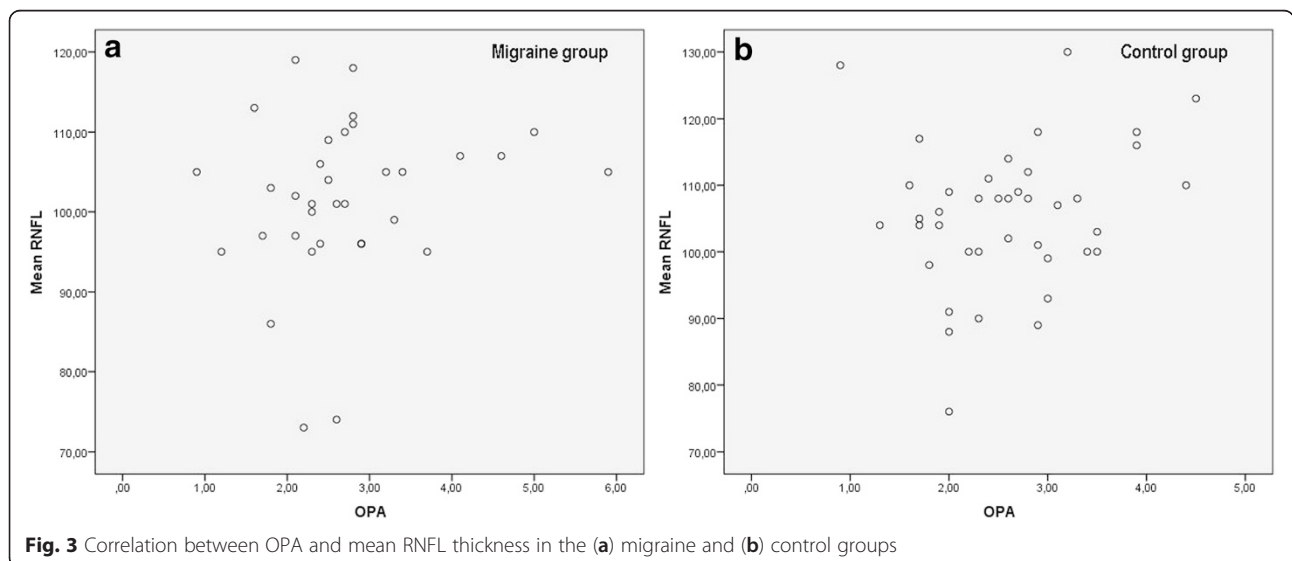 a Migraine group
120,00
110,00
100,00
90,00
80,00
70,00
Mean RNFL
,00 1,00 2,00 3,00 4,00 5,00 6,00
OPA
b Control group
130,00
120,00
110,00
100,00
90,00
80,00
70,00
Mean RNFL
,00 1,00 2,00 3,00 4,00 5,00
OPA
Fig. 3 Correlation between OPA and mean RNFL thickness in the (a) migraine and (b) control groups